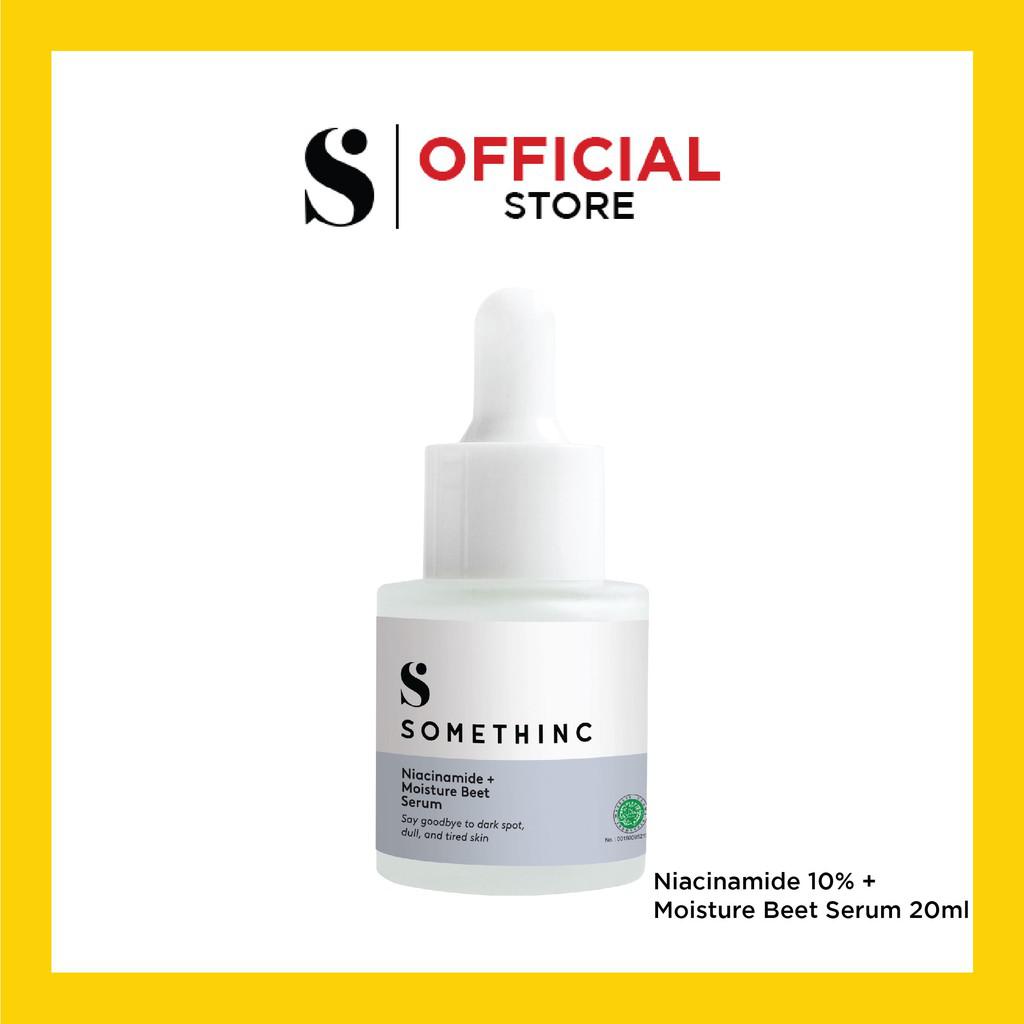 S
OFFICIAL
STORE
S
SOMETHINC
Niacinamide +
Moisture Beet
Serum
Say goodbye to dark spot,
dull, and tired skin
Niacinamide 10% +
Moisture Beet Serum 20ml